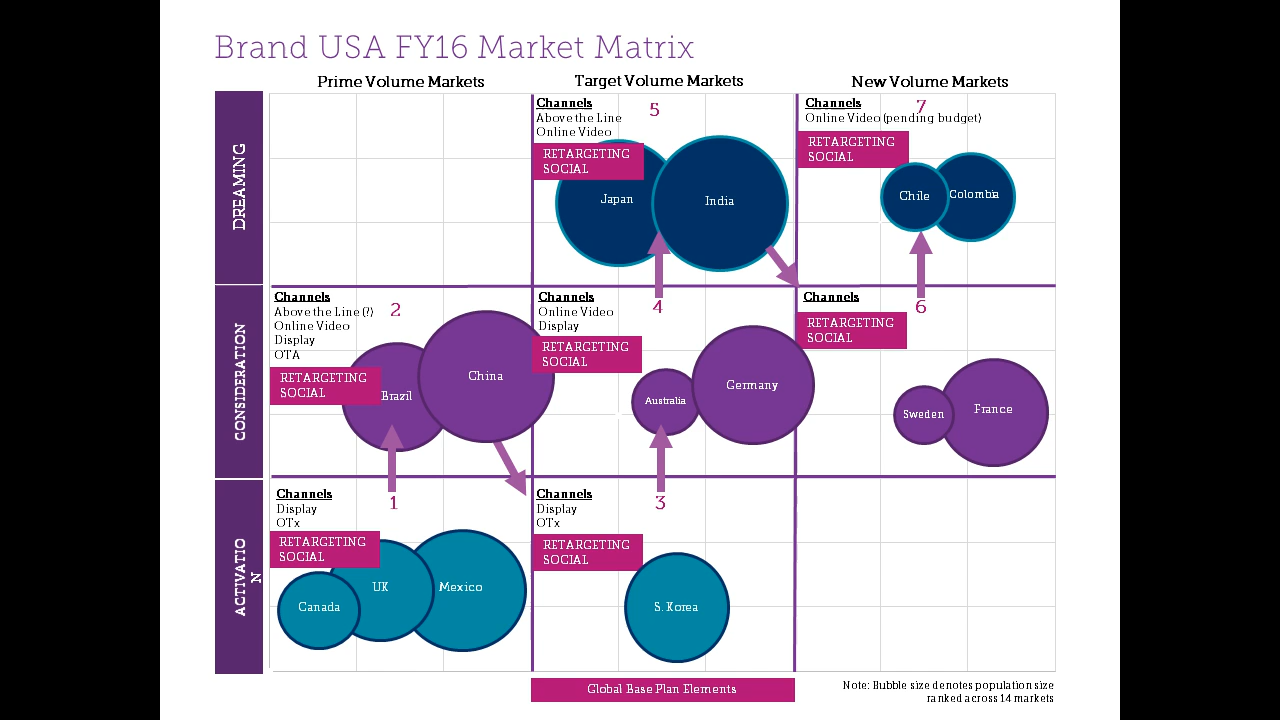 Brand USA FY16 Market Matrix
Prime Volume Markets
Target Volume Markets
New Volume Markets
DREAMING
Channels
Above the Line
Online Video
5
RETARGETING
SOCIAL
Japan
India
Channels
7
Online Video (pending budget)
RETARGETING
SOCIAL
Chile
Colombia
CONSIDERATION
Channels
Above the Line (?)
Online Video
Display
OTA
2
RETARGETING
SOCIAL
Brazil
China
Channels
Online Video
Display
4
RETARGETING
SOCIAL
Australia
Germany
Channels
6
RETARGETING
SOCIAL
Sweden
France
ACTIVATIO
N
Channels
Display
OTx
1
RETARGETING
SOCIAL
Canada
UK
Mexico
Channels
Display
OTx
3
RETARGETING
SOCIAL
S. Korea
Global Base Plan Elements
Note: Bubble size denotes population size
ranked across 14 markets